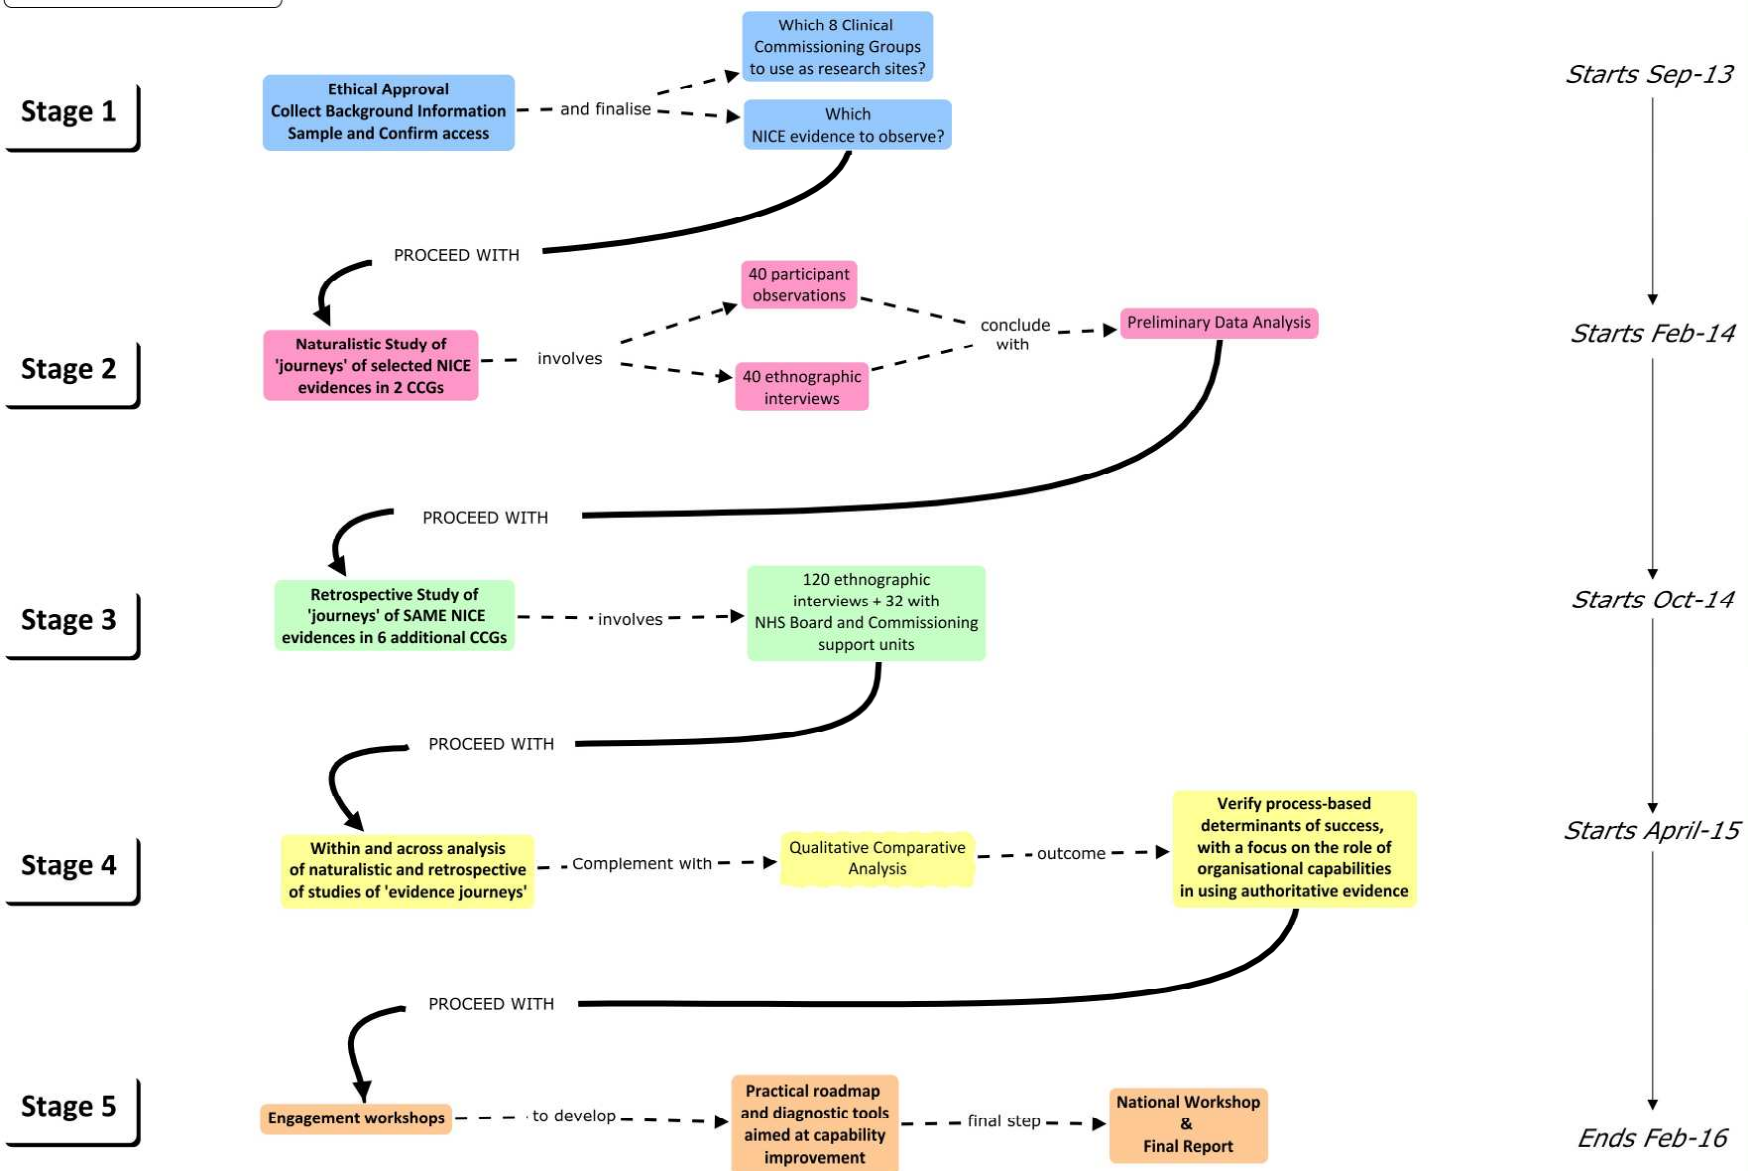 Stage 1
Ethical Approval
Collect Background Information
Sample and Confirm access
and finalise
Which 8 Clinical
Commissioning Groups
to use as research sites?
Which
NICE evidence to observe?
Starts Sep-13
PROCEED WITH
Stage 2
Naturalistic Study of
'journeys' of selected NICE
evidences in 2 CCGs
involves
40 participant
observations
40 ethnographic
interviews
conclude
with
Preliminary Data Analysis
Starts Feb-14
PROCEED WITH
Stage 3
Retrospective Study of
'journeys' of SAME NICE
evidences in 6 additional CCGs
involves
120 ethnographic
interviews + 32 with
NHS Board and Commissioning
support units
Starts Oct-14
PROCEED WITH
Stage 4
Within and across analysis
of naturalistic and retrospective
of studies of 'evidence journeys'
Complement with
Qualitative Comparative
Analysis
outcome
Verify process-based
determinants of success,
with a focus on the role of
organisational capabilities
in using authoritative evidence
Starts April-15
PROCEED WITH
Stage 5
Engagement workshops
to develop
Practical roadmap
and diagnostic tools
aimed at capability
improvement
final step
National Workshop
&
Final Report
Ends Feb-16